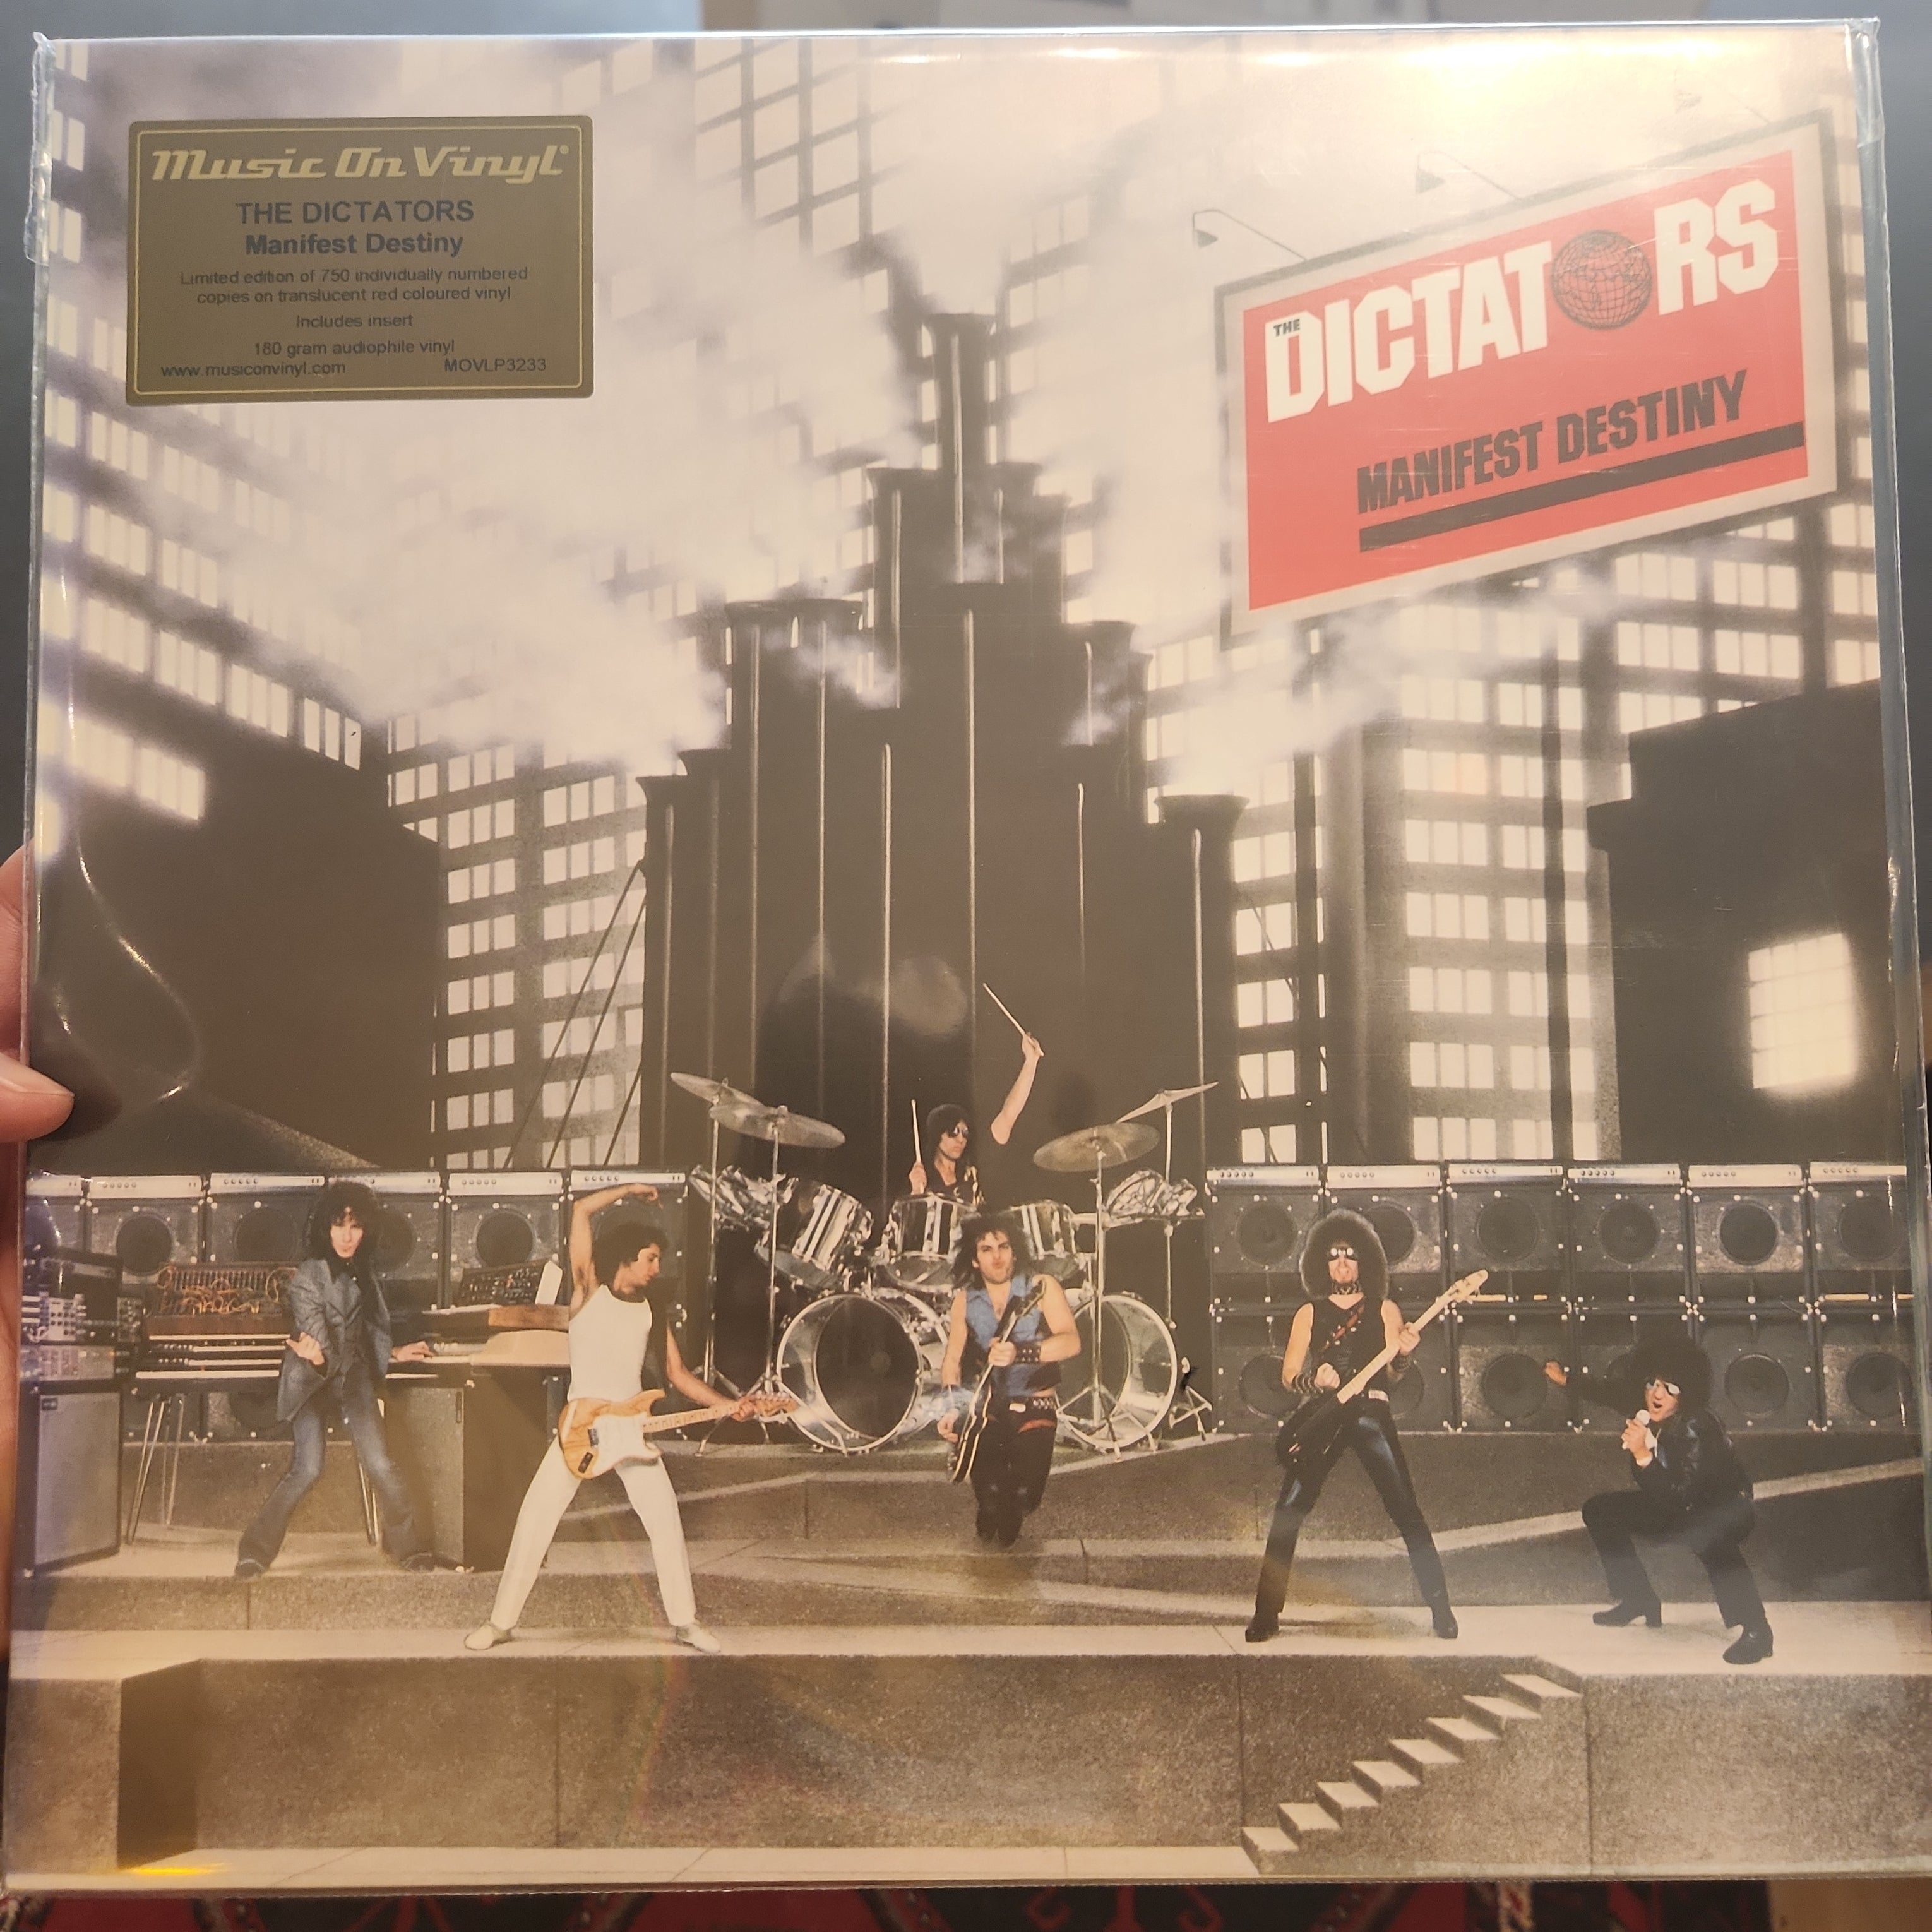 Music On Vinyl®
THE DICTATORS
Manifest Destiny
Limited edition of 750 individually numbered
copies on translucent red coloured vinyl
Includes insert
180 gram audiophile vinyl
www.musiconvinyl.com MOVLP3233
THE
DICTATORS
MANIFEST DESTINY